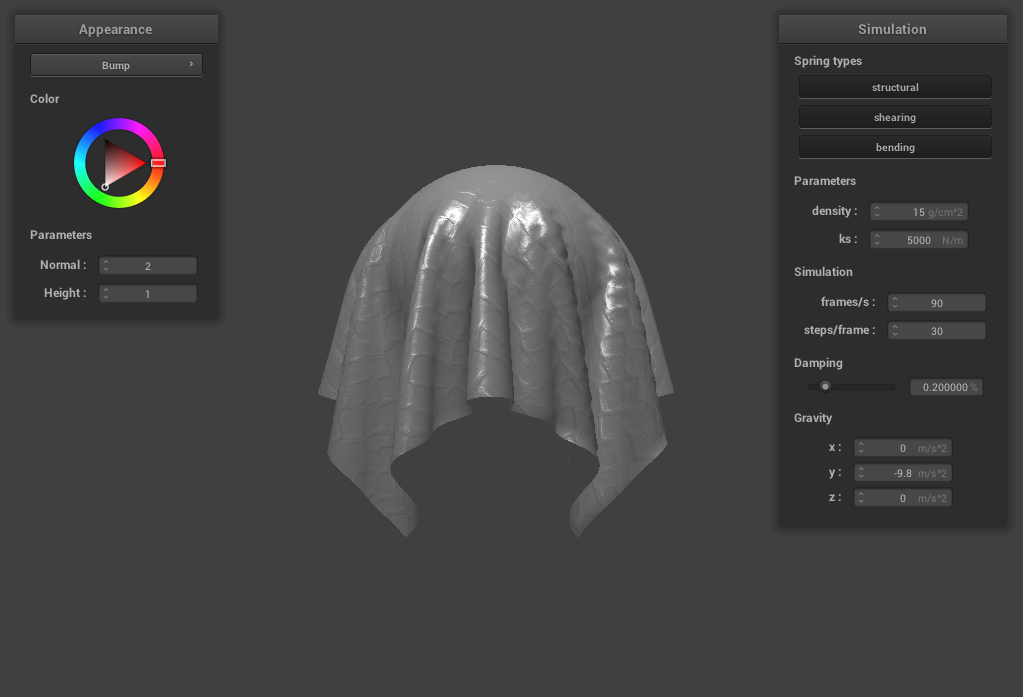 Appearance
Bump
Color
Parameters
Normal : 2
Height : 1
Simulation
Spring types
structural
shearing
bending
Parameters
density : 15 g/cm^2
ks : 5000 N/m
Simulation
frames/s : 90
steps/frame : 30
Damping
0.200000 %
Gravity
x : 0 m/s^2
y : -9.8 m/s^2
z : 0 m/s^2